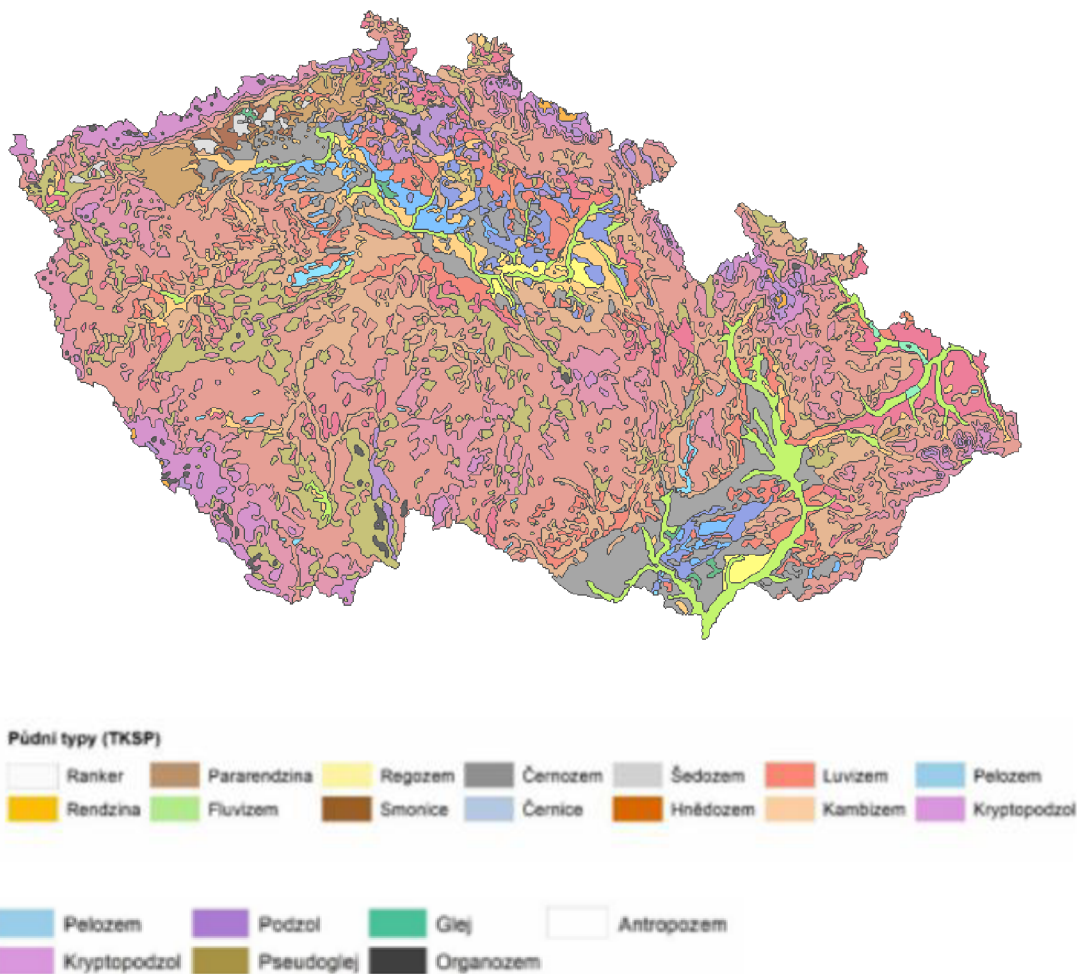 Půdní typy (TKSP)
Ranker Pararendzina Regozem Černozem Šedozem Luvizem Pelozem
Rendzina Fluvizem Smonice Černice Hnědozem Kambizem Kryptopodzol
Pelozem Podzol Glej Antropozem
Kryptopodzol Pseudoglej Organozem